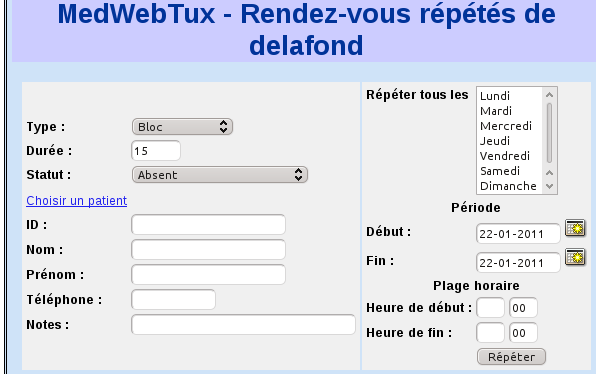 MedWebTux - Rendez-vous répétés de
delafond
Type : Bloc
Durée : 15
Statut : Absent
Choisir un patient
ID :
Nom :
Prénom :
Téléphone :
Notes :
Répéter tous les
Lundi
Mardi
Mercredi
Jeudi
Vendredi
Samedi
Dimanche
Période
Début : 22-01-2011
Fin : 22-01-2011
Plage horaire
Heure de début : 00
Heure de fin : 00
Répéter